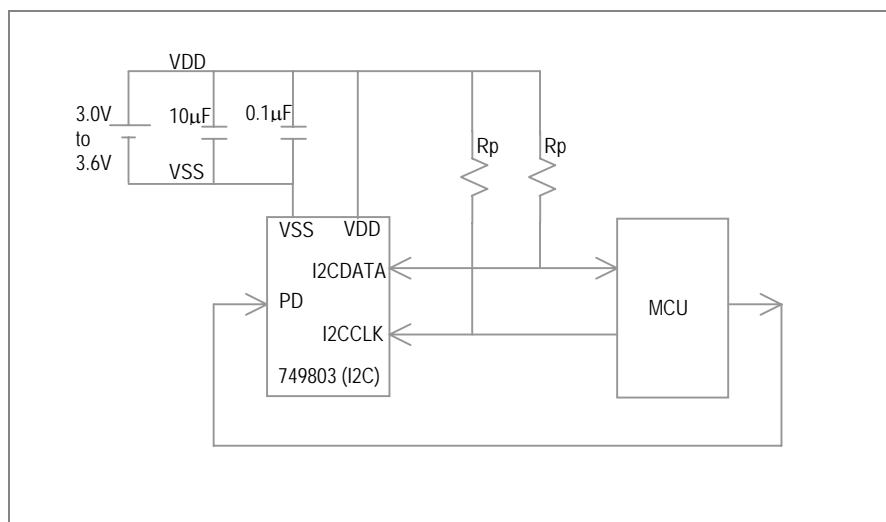 VDD
3.0V
to
3.6V
10μF
0.1μF
VSS
Rp
Rp
VSS
VDD
I2CDATA
PD
I2CCLK
749803 (I2C)
MCU